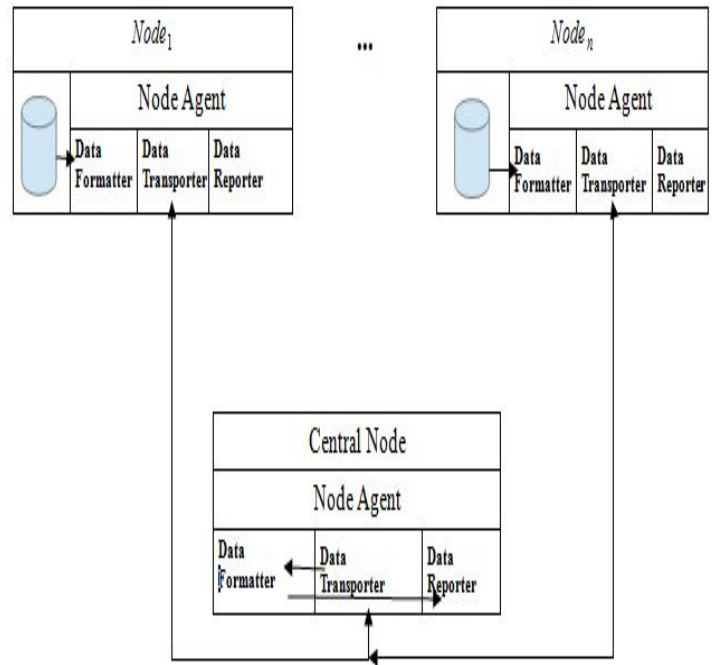 Node1
...
Noden
Node Agent
Node Agent
Data
Formatter
Data
Transporter
Data
Reporter
Data
Formatter
Data
Transporter
Data
Reporter
Central Node
Node Agent
Data
Formatter
Data
Transporter
Data
Reporter